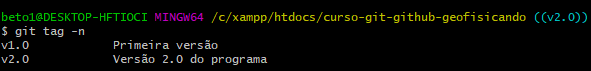 beto1@DESKTOP-HFTIOCI MINGW64 /c/xampp/htdocs/curso-git-github-geofisicando ((v2.0))
$ git tag -n
v1.0            Primeira versão
v2.0            Versão 2.0 do programa